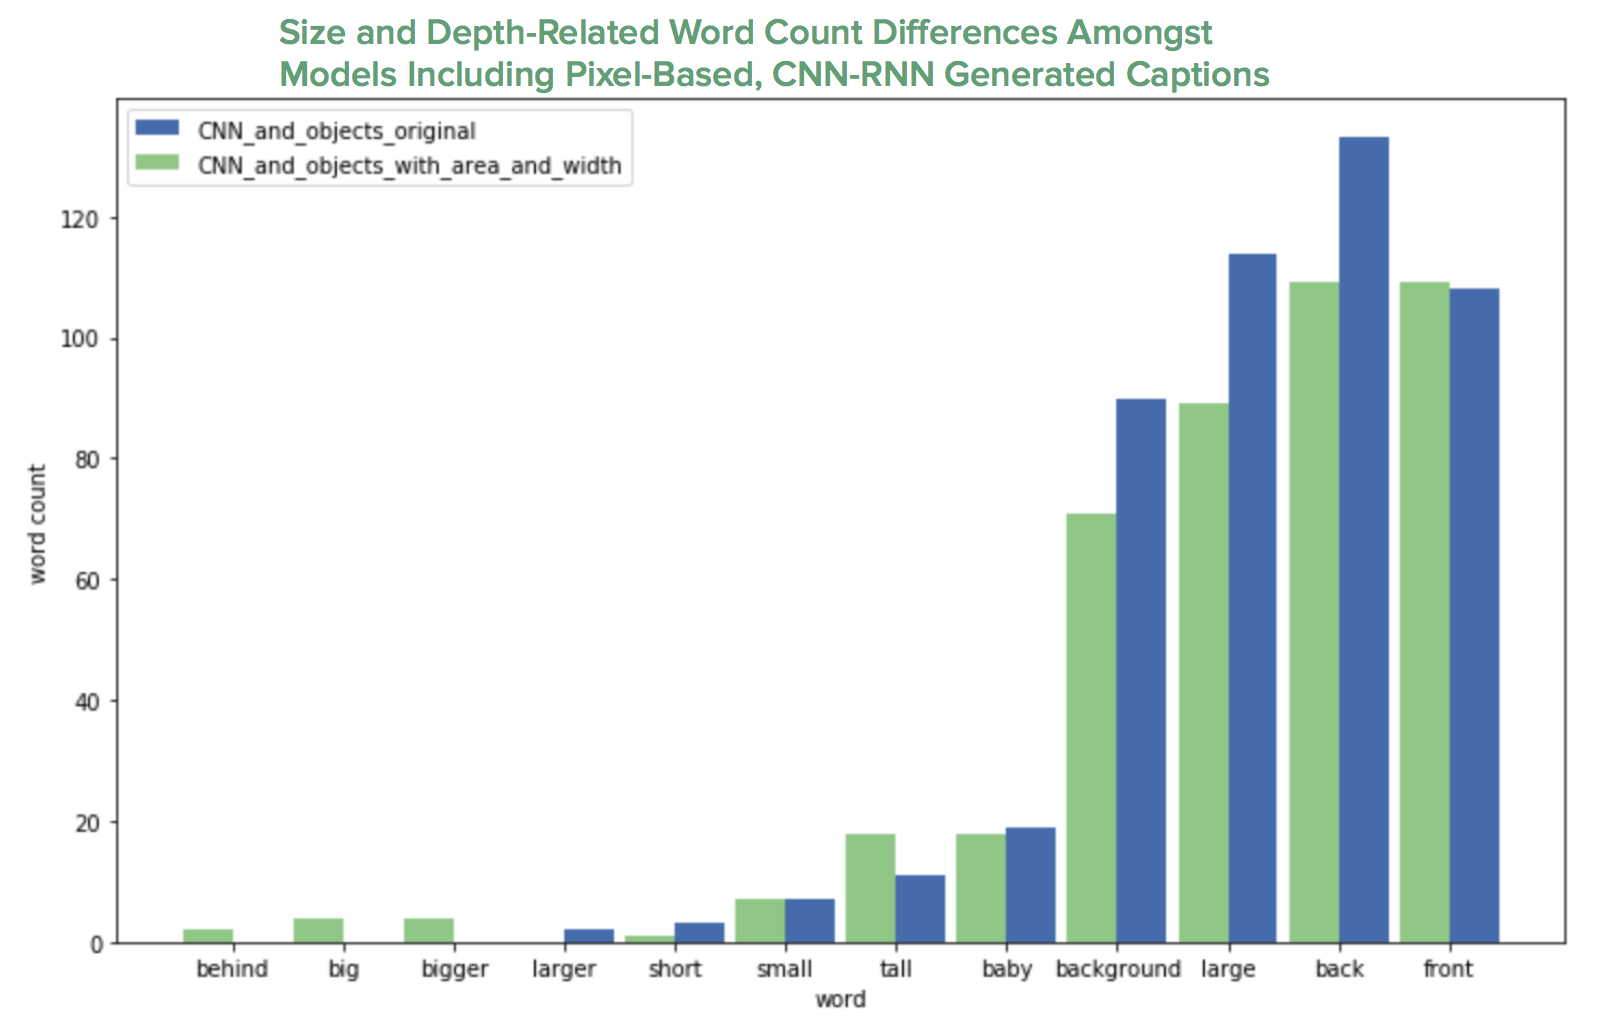 Size and Depth-Related Word Count Differences Amongst
Models Including Pixel-Based, CNN-RNN Generated Captions
CNN_and_objects_original
CNN_and_objects_with_area_and_width
120
100
80
60
40
20
0
word count
behind big bigger larger short small tall baby background large back front
word